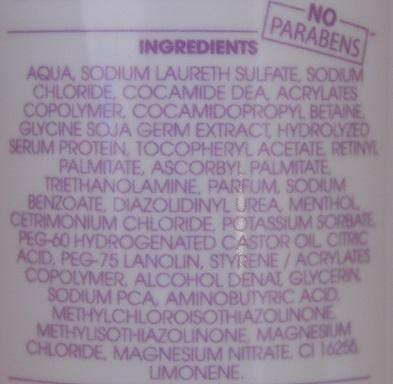 NO
PARABENS
INGREDIENTS
AQUA, SODIUM LAURETH SULFATE, SODIUM
CHLORIDE, COCAMIDE DEA, ACRYLATES
COPOLYMER, COCAMIDOPROPYL BETAINE,
GLYCINE SOJA GERM EXTRACT, HYDROLYZED
SERUM PROTEIN, TOCOPHERYL ACETATE, RETINYL
PALMITATE, ASCORBYL PALMITATE,
TRIETHANOLAMINE, PARFUM, SODIUM
BENZOATE, DIAZOLIDINYL UREA, MENTHOL,
CETRIMONIUM CHLORIDE, POTASSIUM SORBATE,
PEG-60 HYDROGENATED CASTOR OIL, CITRIC
ACID, PEG-75 LANOLIN, STYRENE / ACRYLATES
COPOLYMER, ALCOHOL DENAT, GLYCERIN,
SODIUM PCA, AMINOBUTYRIC ACID,
METHYLCHLOROISOTHIAZOLINONE,
METHYLISOTHIAZOLINONE, MAGNESIUM
CHLORIDE, MAGNESIUM NITRATE, CI 16255,
LIMONENE.